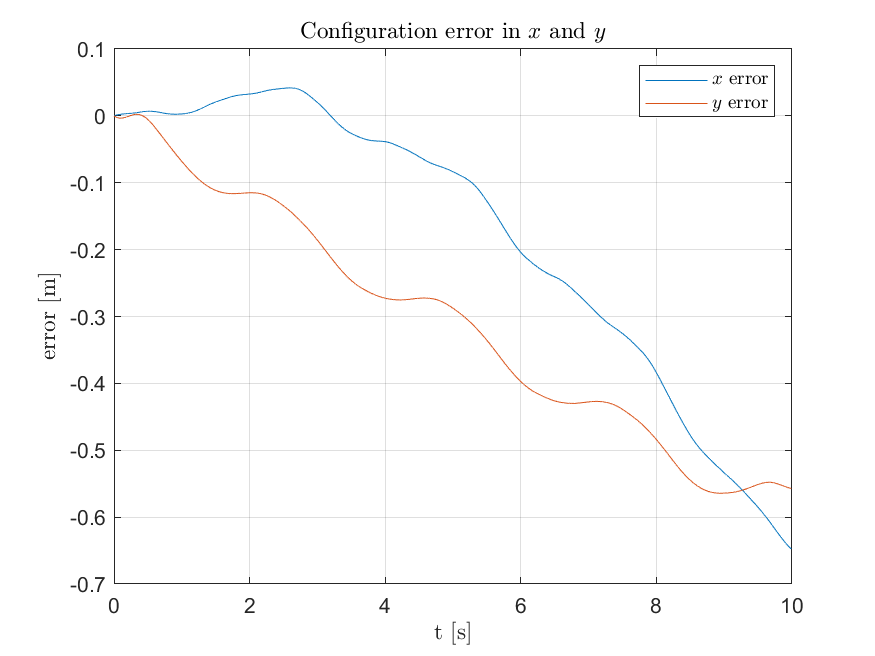 Configuration error in x and y
x error
y error
0.1
0
-0.1
-0.2
-0.3
-0.4
-0.5
-0.6
-0.7
error [m]
0 2 4 6 8 10
t [s]